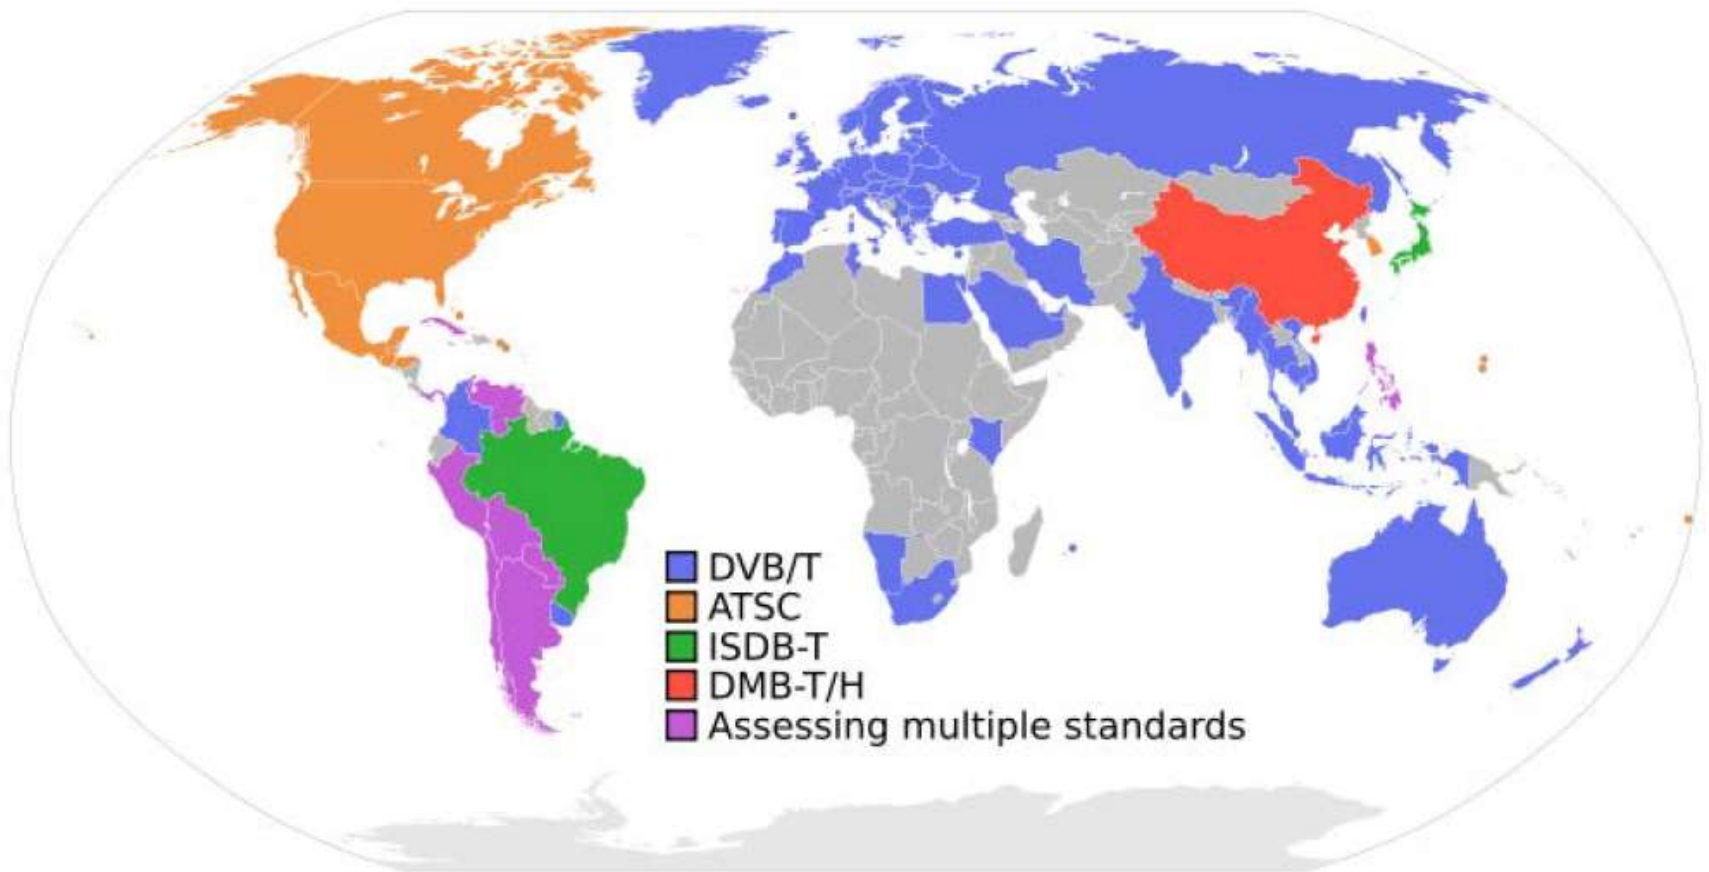 DVB/T
ATSC
ISDB-T
DMB-T/H
Assessing multiple standards